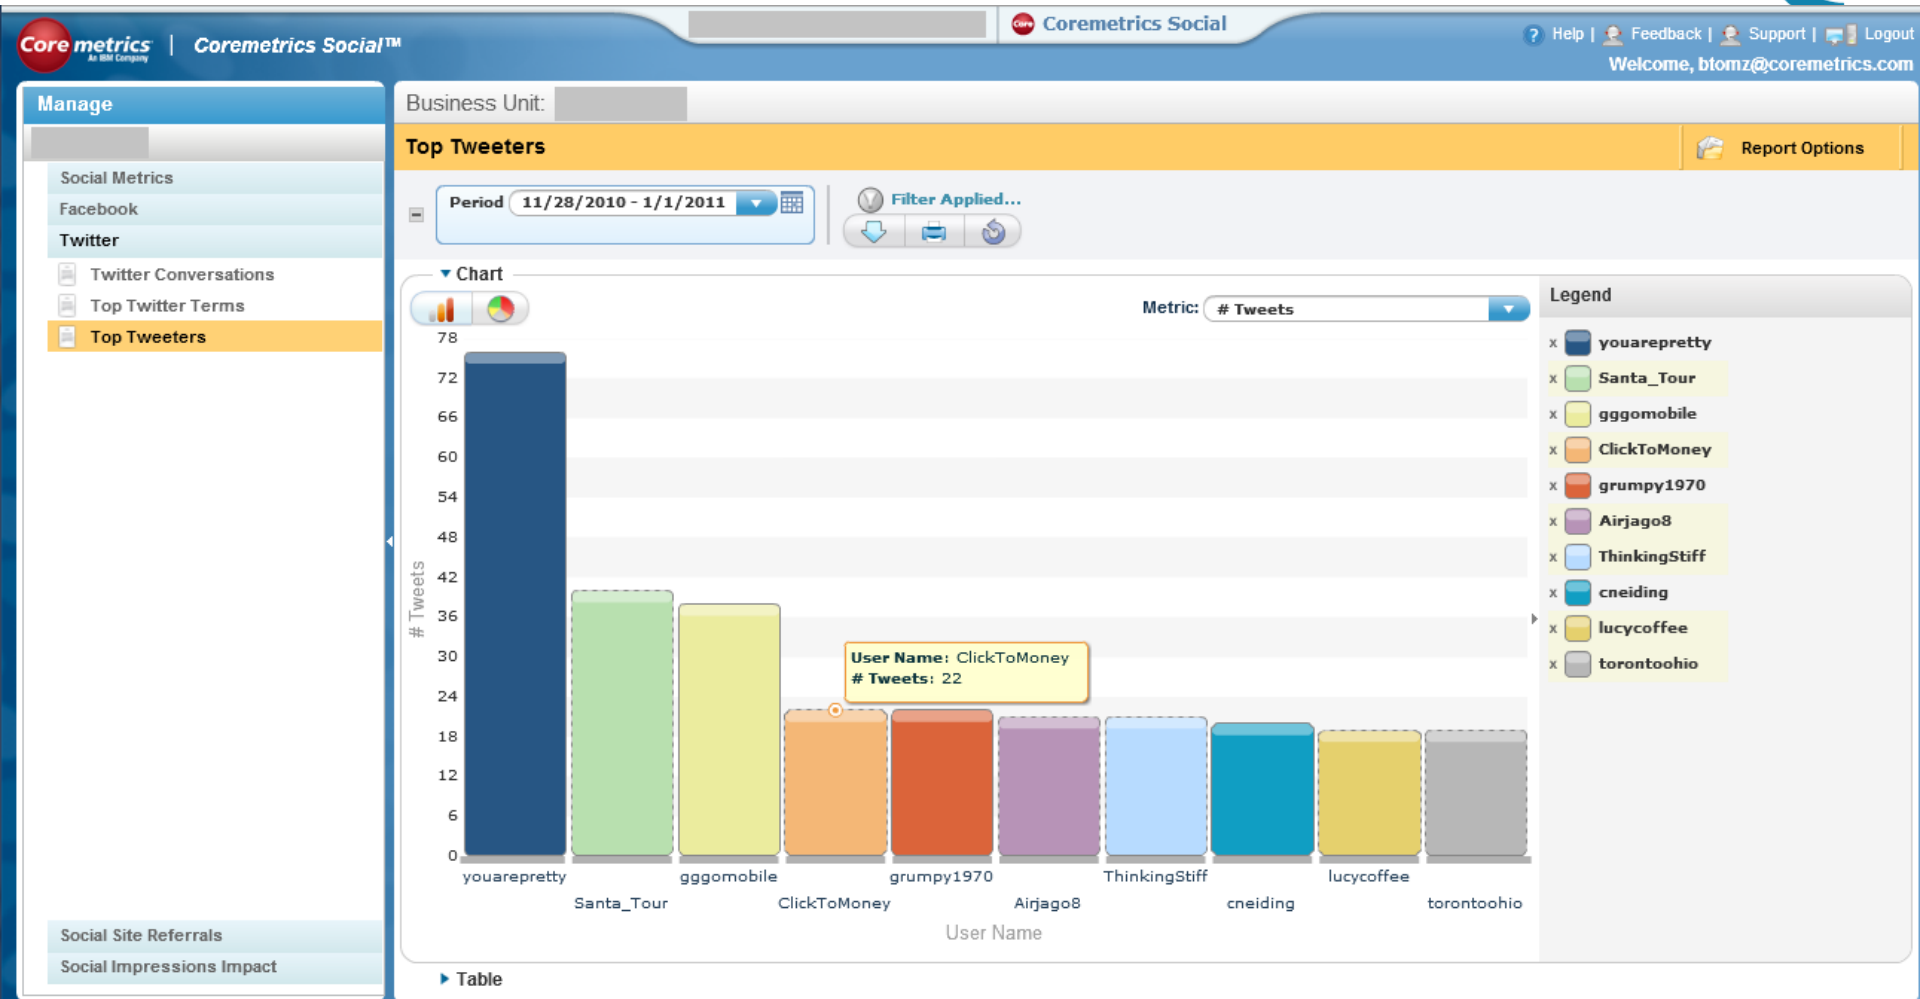 Coremetrics
An IBM Company
| Coremetrics Social™
Core Coremetrics Social
? Help | Feedback | Support | Logout
Welcome, btomz@coremetrics.com
Manage
Social Metrics
Facebook
Twitter
Twitter Conversations
Top Twitter Terms
Top Tweeters
Social Site Referrals
Social Impressions Impact
Business Unit:
Top Tweeters
Report Options
Period 11/28/2010 - 1/1/2011
Filter Applied...
Chart
Metric: # Tweets
78
72
66
60
54
48
42
36
30
24
18
12
6
0
# Tweets
User Name: ClickToMoney
# Tweets: 22
youarepretty gggomobile grumpy1970 ThinkingStiff lucycoffee
Santa_Tour ClickToMoney Airjago8 cneiding torontoohio
User Name
Legend
x youarepretty
x Santa_Tour
x gggomobile
x ClickToMoney
x grumpy1970
x Airjago8
x ThinkingStiff
x cneiding
x lucycoffee
x torontoohio
Table